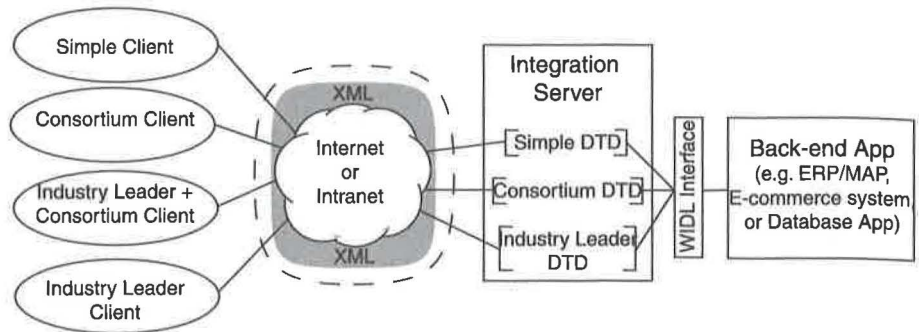 Simple Client
Consortium Client
Industry Leader +
Consortium Client
Industry Leader
Client
XML
Internet
or
Intranet
XML
Integration
Server
[Simple DTD]
[Consortium DTD]
[Industry Leader
DTD]
WIDL Interface
Back-end App
(e.g. ERP/MAP,
E-commerce system,
or Database App)